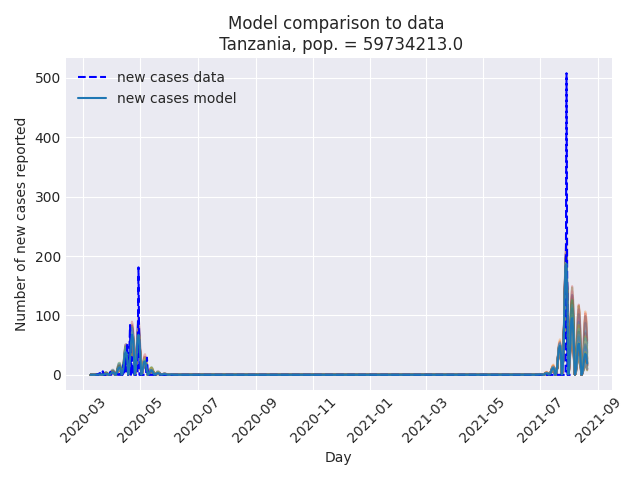 Model comparison to data
Tanzania, pop. = 59734213.0
new cases data
new cases model
Number of new cases reported
500
400
300
200
100
0
2020-03
2020-05
2020-07
2020-09
2020-11
2021-01
2021-03
2021-05
2021-07
2021-09
Day